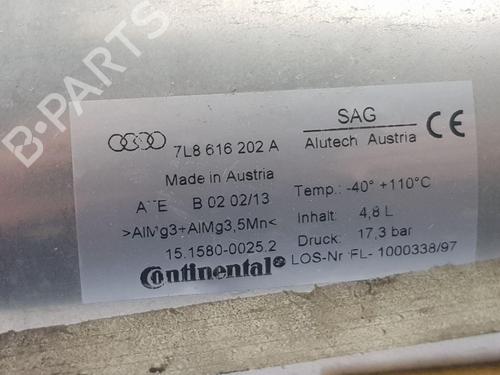 B-PARTS
SAG
7L8 616 202 A
Alutech Austria
CE
Made in Austria
B 02 02/13
Temp.: -40° +110°C
>AlMg3+AlMg3,5Mn<
Inhalt: 4,8 L
15.1580-0025.2
Druck: 17,3 bar
Continental
LOS-Nr FL- 1000338/97